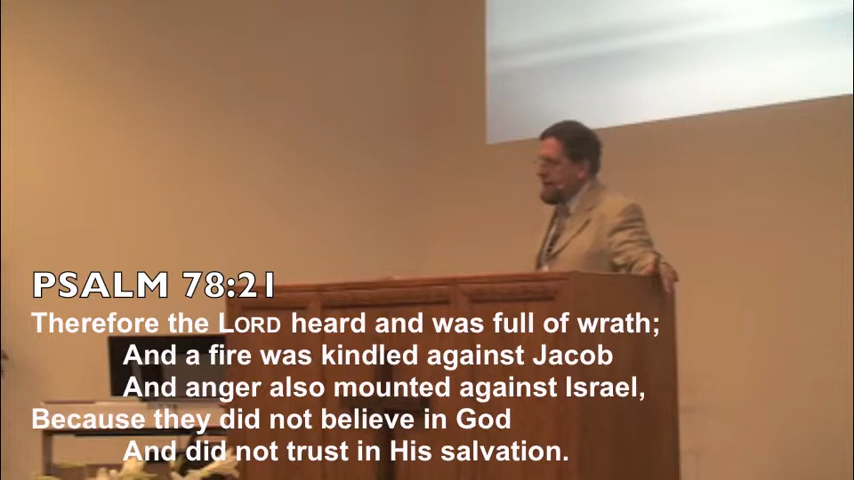 PSALM 78:21
Therefore the LORD heard and was full of wrath;
And a fire was kindled against Jacob
And anger also mounted against Israel,
Because they did not believe in God
And did not trust in His salvation.